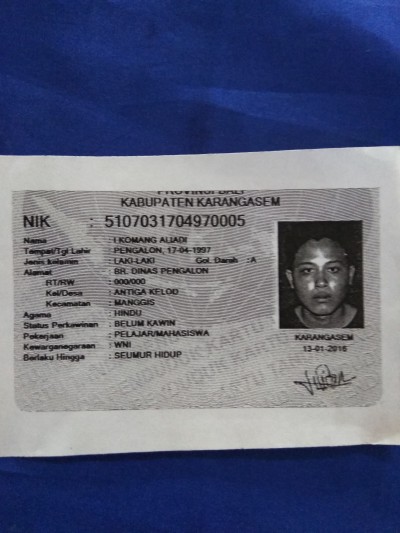 PROVINSI BALI
KABUPATEN KARANGASEM
NIK : 5107031704970005
Nama : I KOMANG ALIADI
Tempat/Tgl Lahir : PENGALON, 17-04-1997
Jenis kelamin : LAKI-LAKI Gol. Darah :A
Alamat : BR. DINAS PENGALON
RT/RW : 000/000
Kel/Desa : ANTIGA KELOD
Kecamatan : MANGGIS
Agama : HINDU
Status Perkawinan : BELUM KAWIN
Pekerjaan : PELAJAR/MAHASISWA
Kewarganegaraan : WNI
Berlaku Hingga : SEUMUR HIDUP
KARANGASEM
13-01-2016